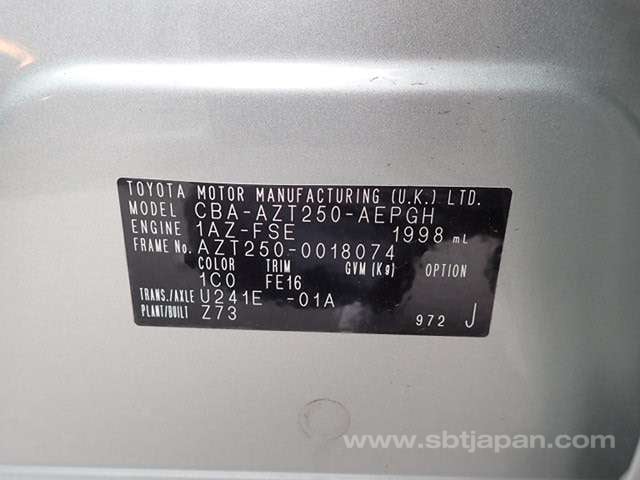 TOYOTA MOTOR MANUFACTURING (U.K.) LTD.
MODEL CBA-AZT250-AEPGH
ENGINE 1AZ-FSE 1998 mL
FRAME No. AZT250-0018074
COLOR TRIM GVM (Kg) OPTION
1C0 FE16
TRANS./AXLE U241E -01A
PLANT/BUILT Z73 972 J
www.sbtjapan.com